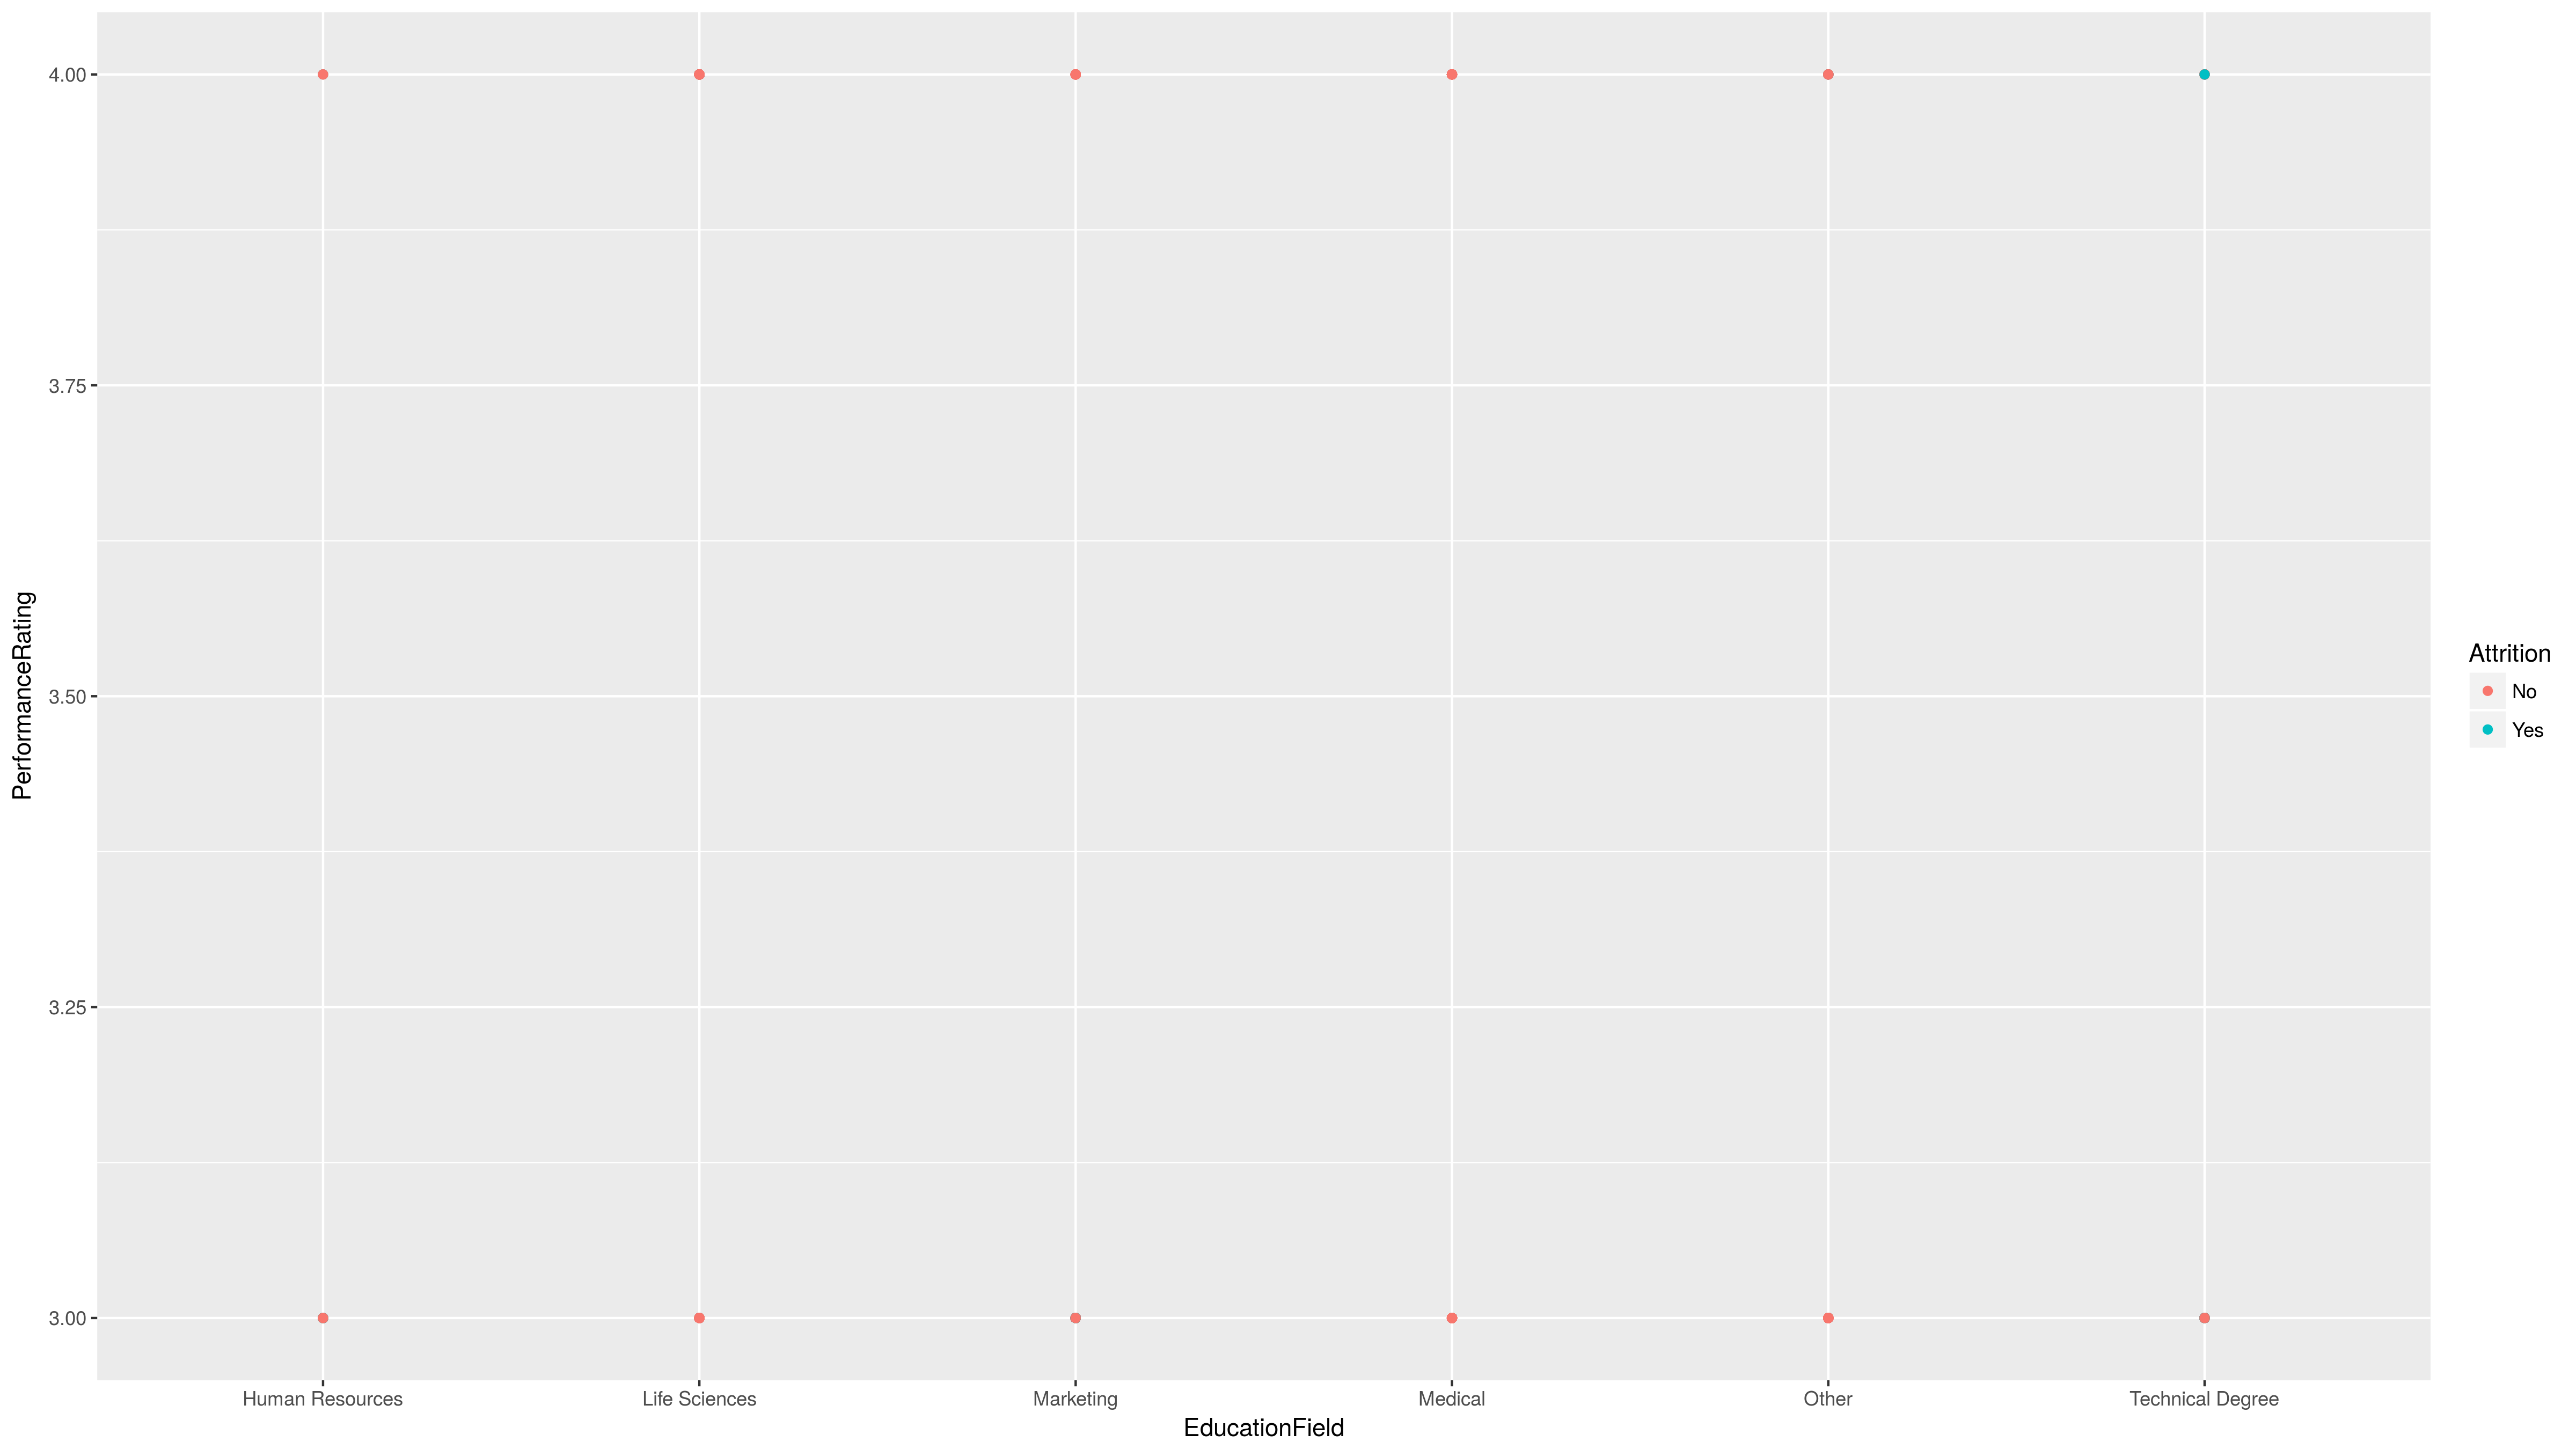 4.00
3.75
3.50
3.25
3.00
PerformanceRating
Human Resources
Life Sciences
Marketing
Medical
Other
Technical Degree
EducationField
Attrition
No
Yes